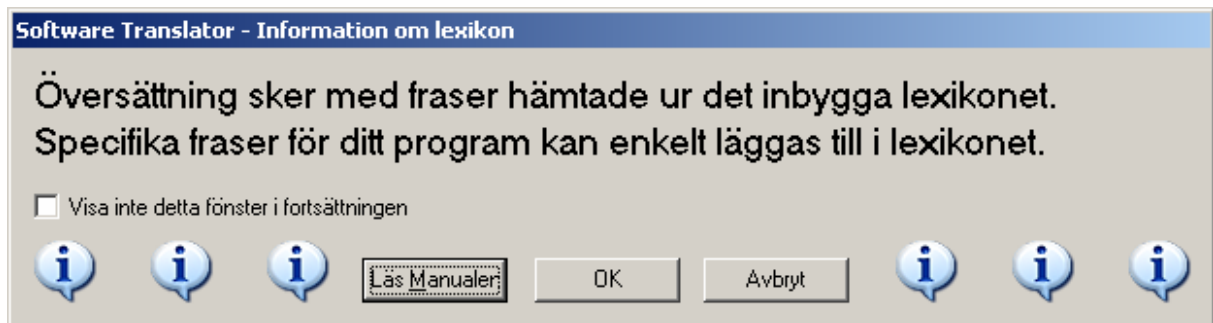 Software Translator - Information om lexikon
Översättning sker med fraser hämtade ur det inbygga lexikonet.
Specifika fraser för ditt program kan enkelt läggas till i lexikonet.
Visa inte detta fönster i fortsättningen
Läs Manualer OK Avbryt